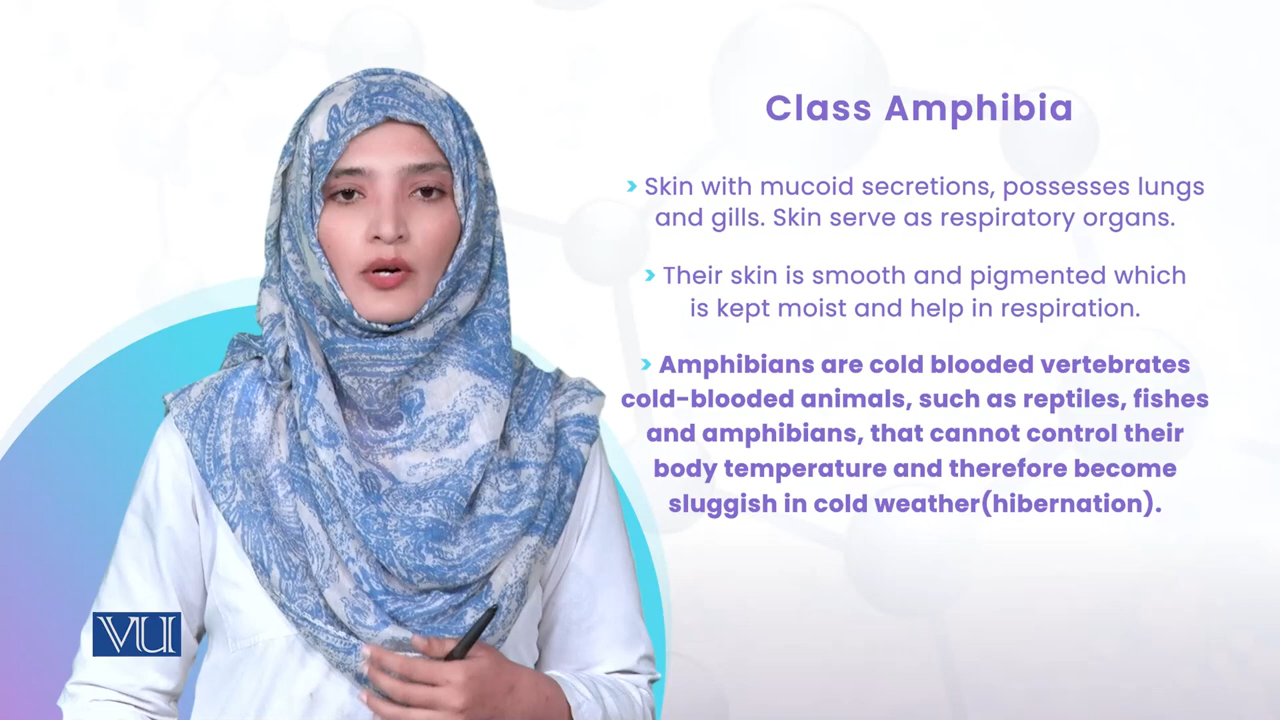 Class Amphibia
› Skin with mucoid secretions, possesses lungs
and gills. Skin serve as respiratory organs.
› Their skin is smooth and pigmented which
is kept moist and help in respiration.
› Amphibians are cold blooded vertebrates
cold-blooded animals, such as reptiles, fishes
and amphibians, that cannot control their
body temperature and therefore become
sluggish in cold weather(hibernation).
VU